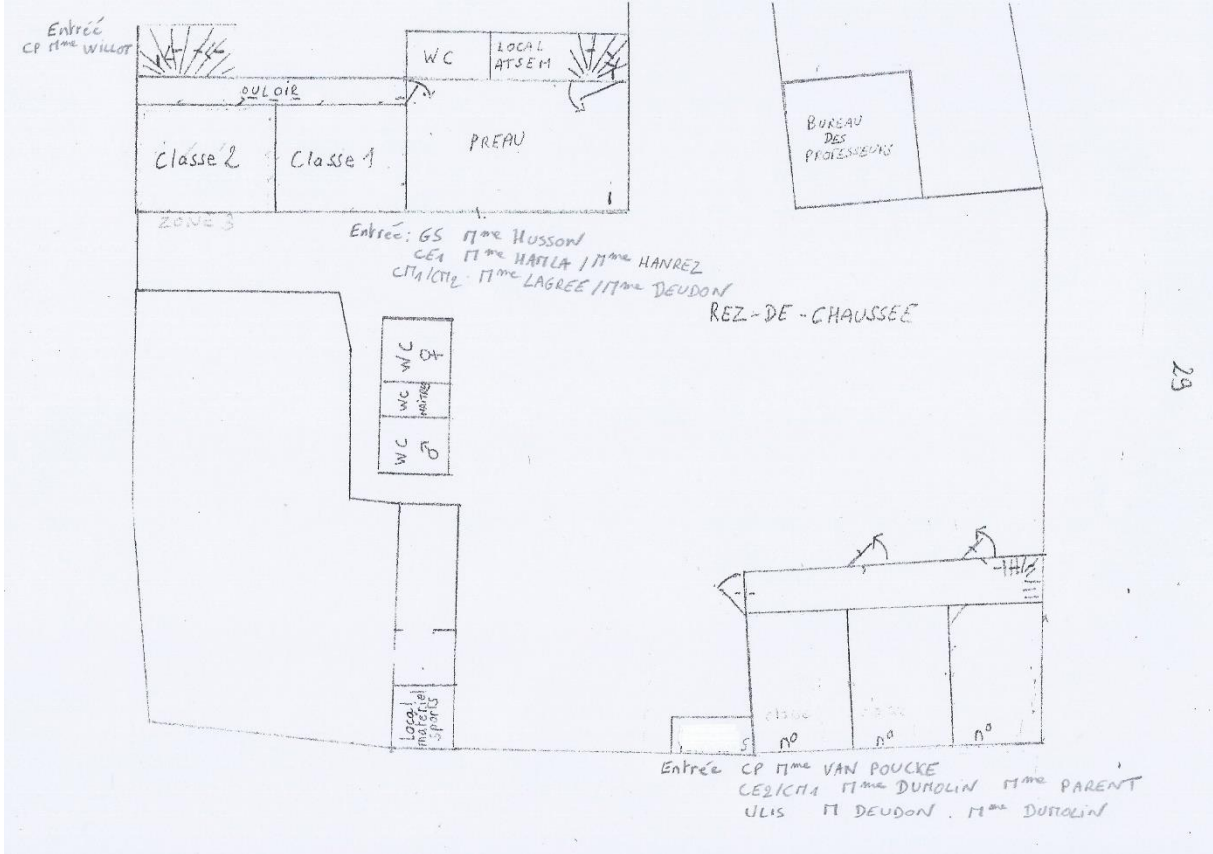 Entrée
CP Mme WILLOT
WC
LOCAL
ATSEM
OULOIR
Classe 2
Classe 1
PREAU
BUREAU
DES
PROFESSEURS
ZONE 3
Entrée: GS Mme HUSSON
CE1 Mme HAMLA / Mme HANREZ
CM1/CM2 Mme LAGREE / Mme DEUDON
REZ-DE-CHAUSSEE
WC ♀
WC MAÎTRES
WC ♂
29
Local
matériel
sports
S
n°
n°
n°
Entrée CP Mme VAN POUCKE
CE2/CM1 Mme DUMOLIN Mme PARENT
ULIS M DEUDON. Mme DUMOLIN